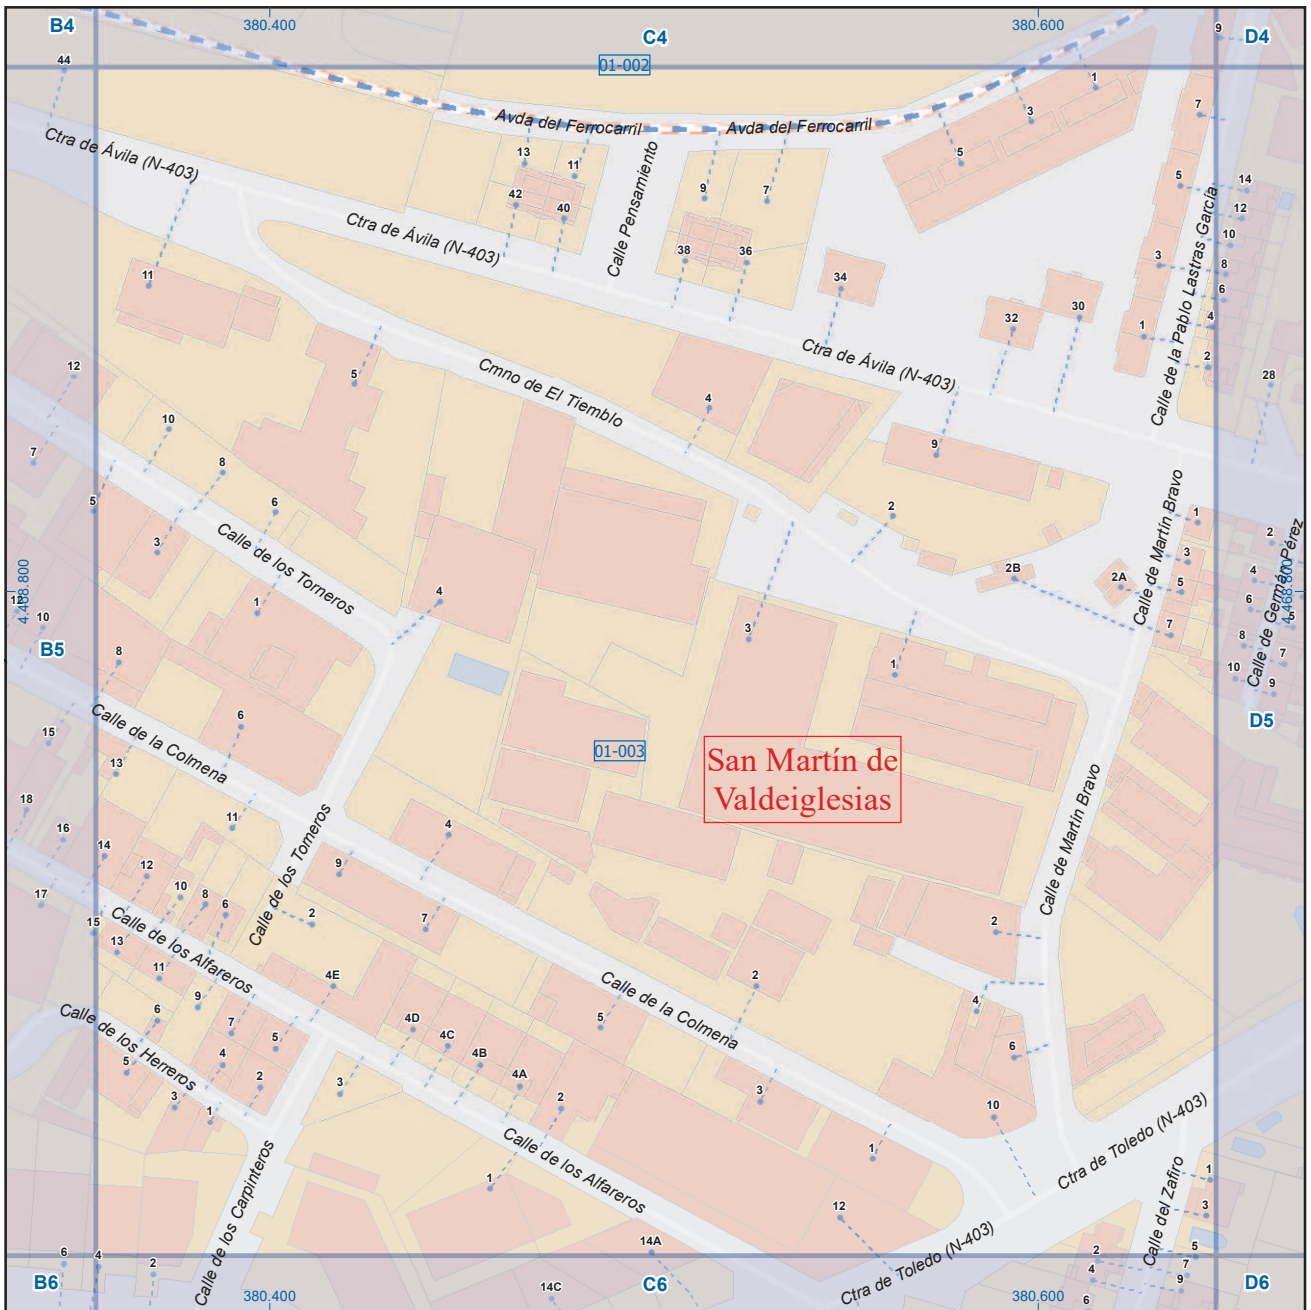 B4
380.400
C4
380.600
9
D4
44
01-002
1
7
3
Avda del Ferrocarril
Avda del Ferrocarril
Ctra de Ávila (N-403)
13
11
5
9
7
5
14
42
40
12
Calle Pensamiento
Ctra de Ávila (N-403)
10
38
36
3
8
11
34
6
30
32
4
1
Calle de la Pablo Lastras García
2
Ctra de Ávila (N-403)
12
5
Cmno de El Tiemblo
28
4
10
9
7
8
5
6
2
1
Calle de Martín Bravo
2
3
Calle de los Torneros
3
2B
2A
5
4
1
4
4.468.800
12
10
6
5
4.468.800
Calle de Germán Pérez
3
7
8
7
B5
8
1
10
9
Calle de la Colmena
6
D5
15
01-003
San Martín de
Valdeiglesias
13
18
11
4
Calle de Martín Bravo
16
14
12
9
Calle de los Torneros
10
8
6
2
7
2
17
15
13
Calle de los Alfareros
11
4E
2
Calle de la Colmena
9
4
Calle de los Herreros
6
7
5
4D
4C
5
6
5
4
4B
2
3
4A
3
3
1
2
10
Ctra de Toledo (N-403)
Calle de los Alfareros
1
1
Calle de los Carpinteros
1
Calle del Zafiro
3
12
Ctra de Toledo (N-403)
14A
6
4
2
2
5
7
4
9
B6
14C
C6
6
D6
380.400
Ctra de Toledo (N-403)
380.600